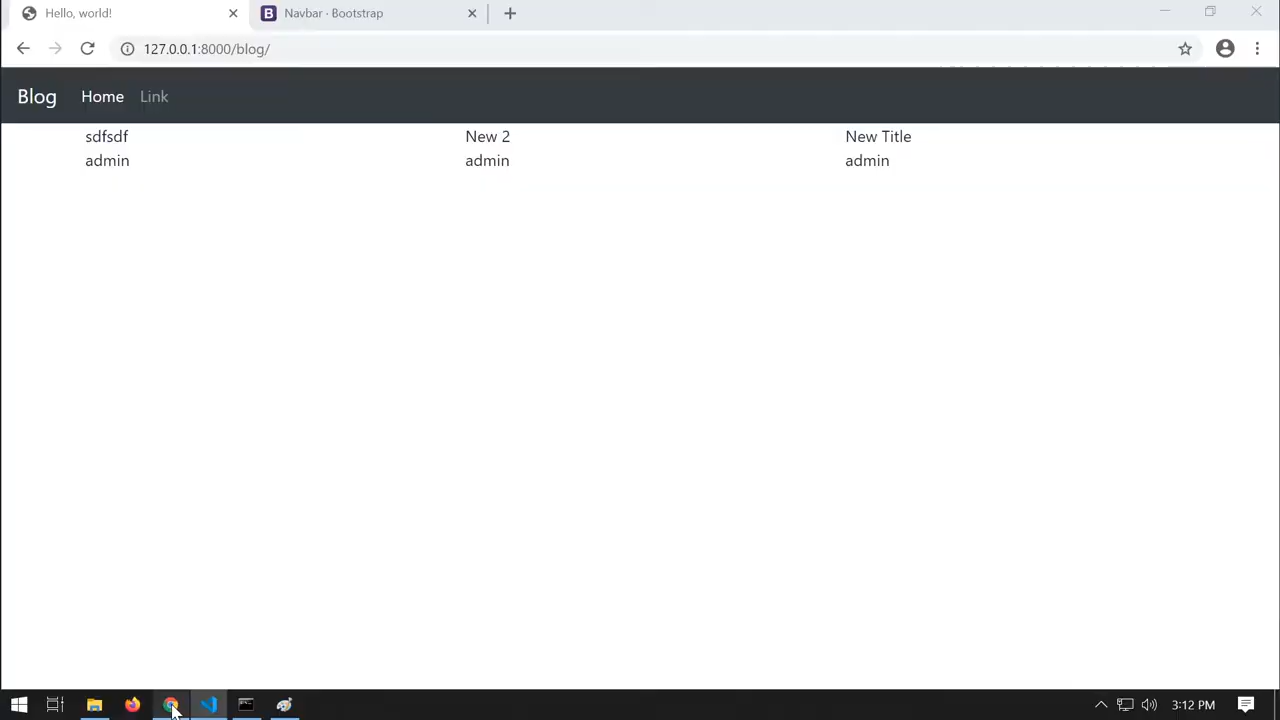 Hello, world!
Navbar · Bootstrap
127.0.0.1:8000/blog/
Blog Home Link
sdfsdf New 2 New Title
admin admin admin
3:12 PM